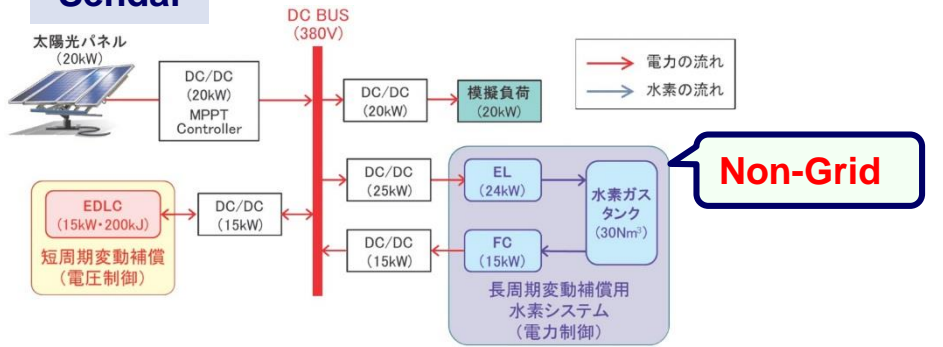 Sendai
DC BUS
(380V)
太陽光パネル
(20kW)
DC/DC
(20kW)
MPPT
Controller
DC/DC
(20kW)
模擬負荷
(20kW)
電力の流れ
水素の流れ
Non-Grid
DC/DC
(25kW)
EL
(24kW)
水素ガス
タンク
(30Nm³)
EDLC
(15kW・200kJ)
DC/DC
(15kW)
短周期変動補償
(電圧制御)
DC/DC
(15kW)
FC
(15kW)
長周期変動補償用
水素システム
(電力制御)